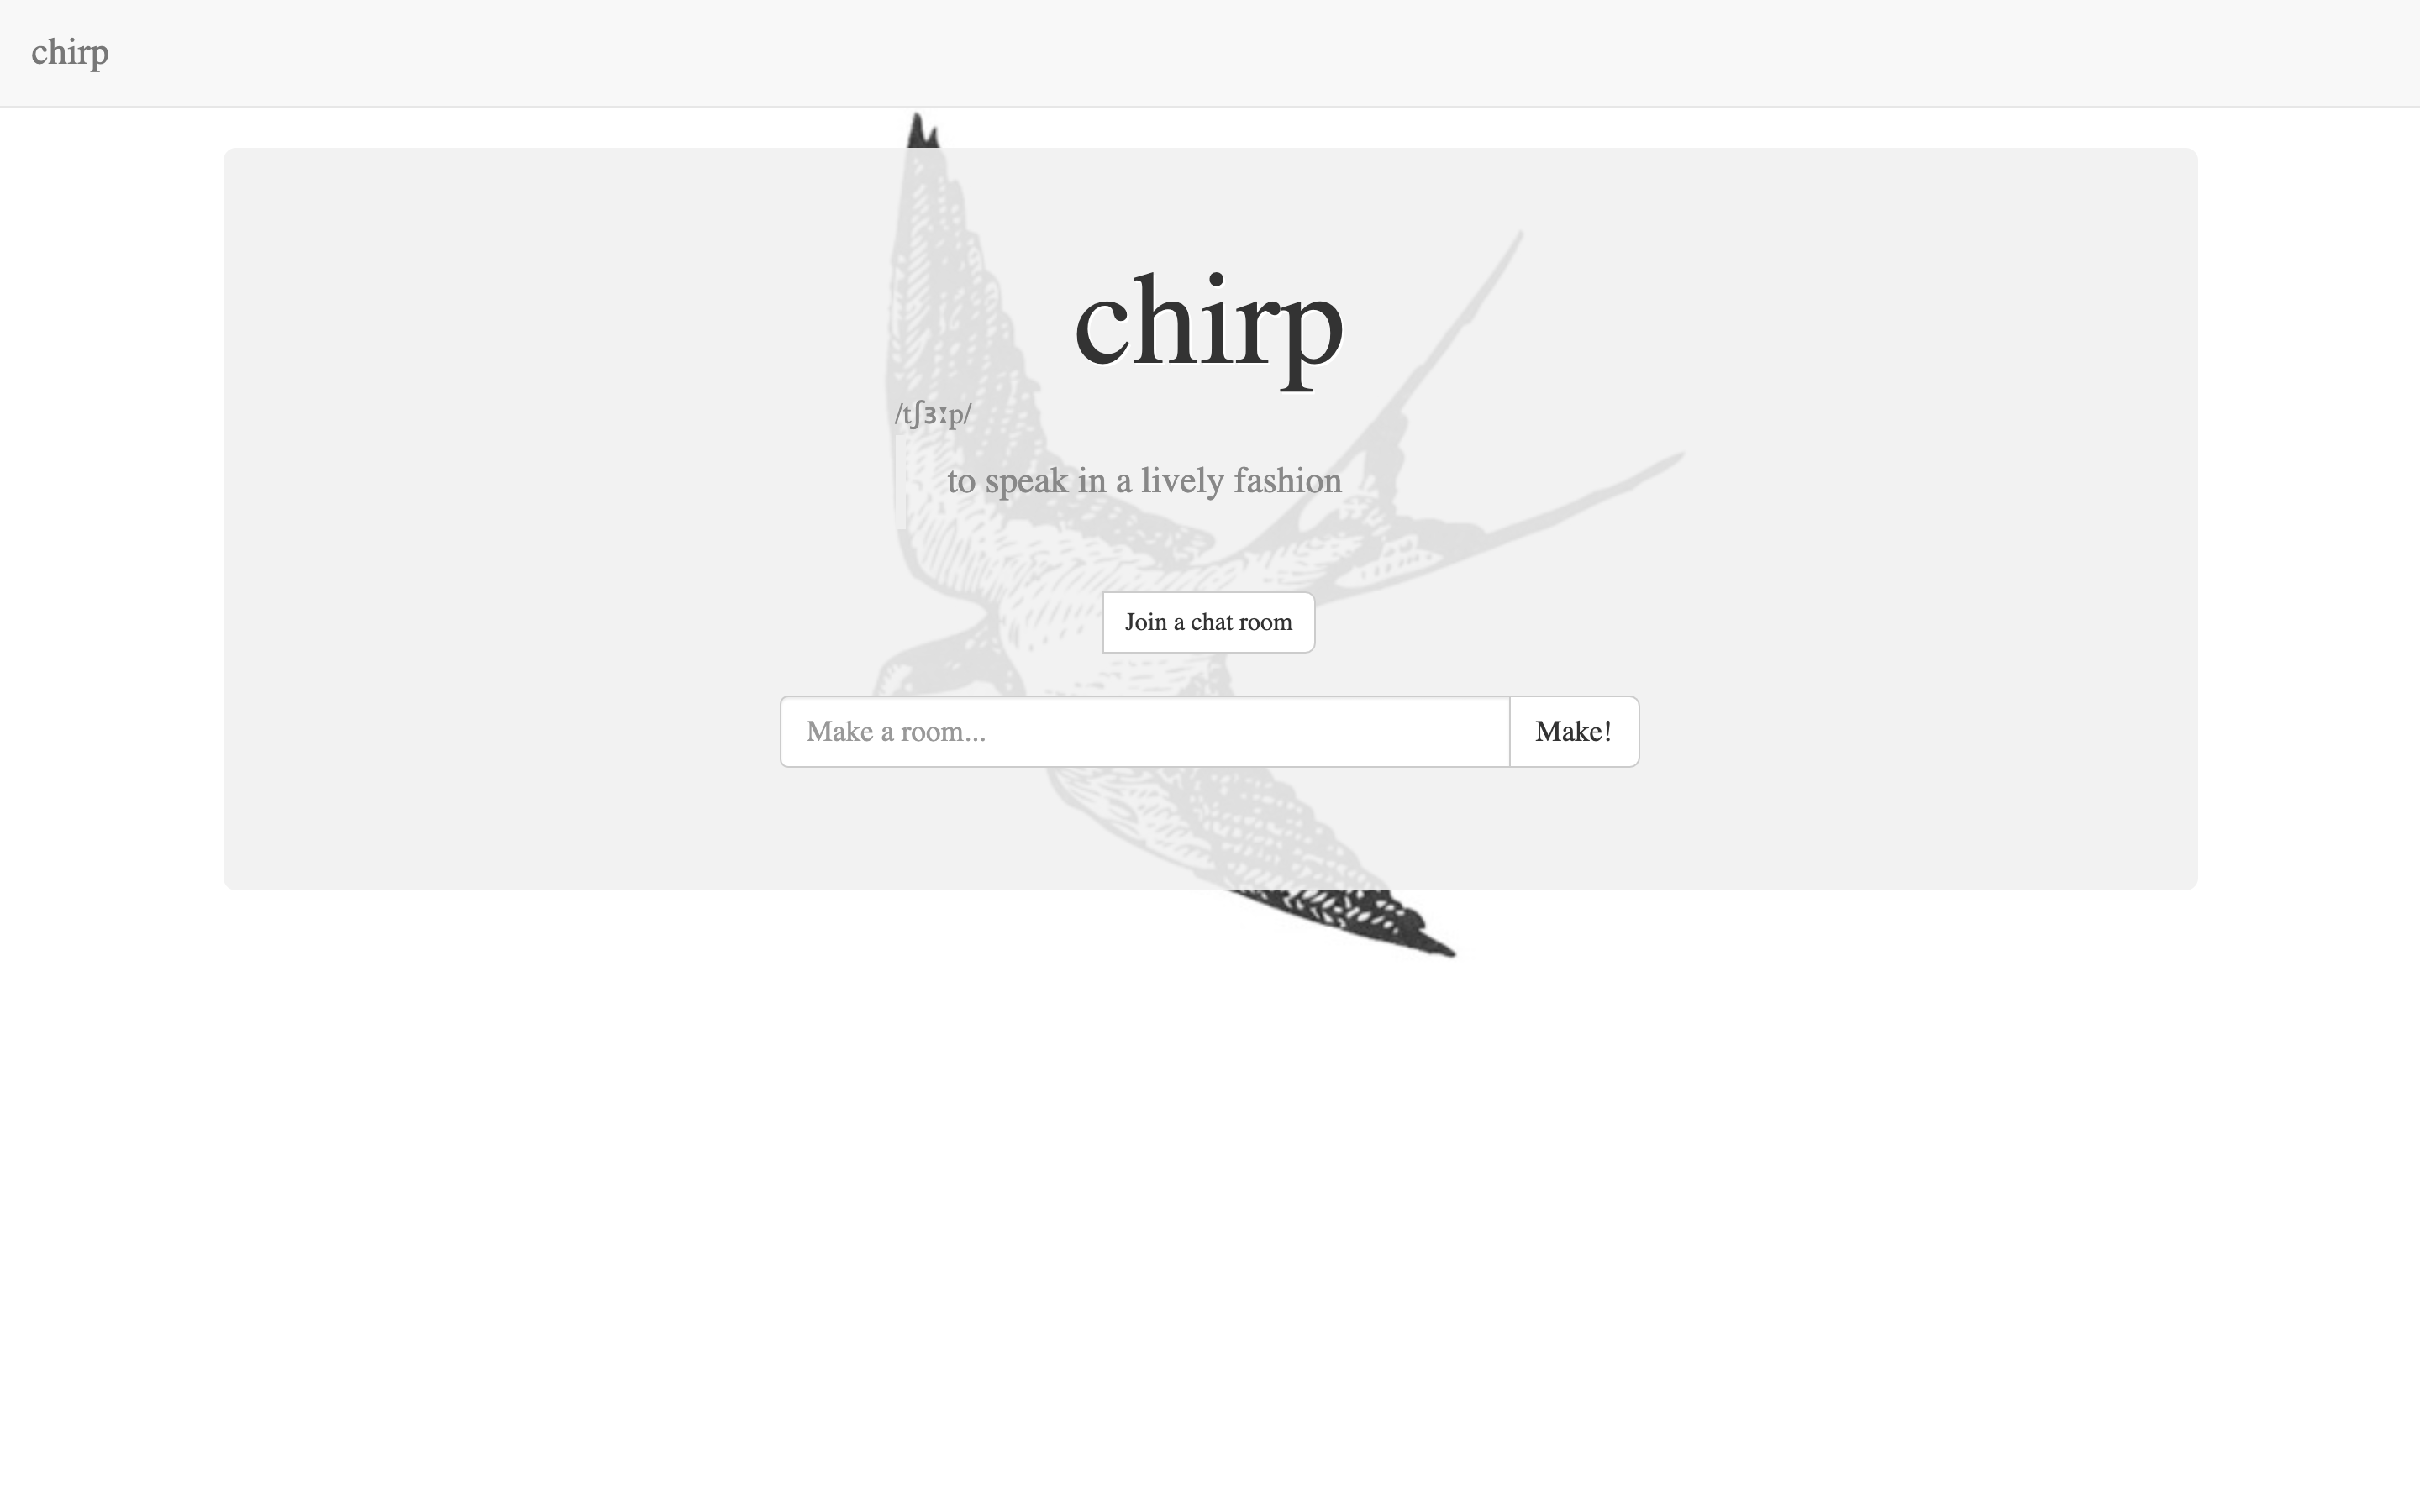 chirp
chirp
/tʃɜːp/
to speak in a lively fashion
Join a chat room
Make a room...
Make!